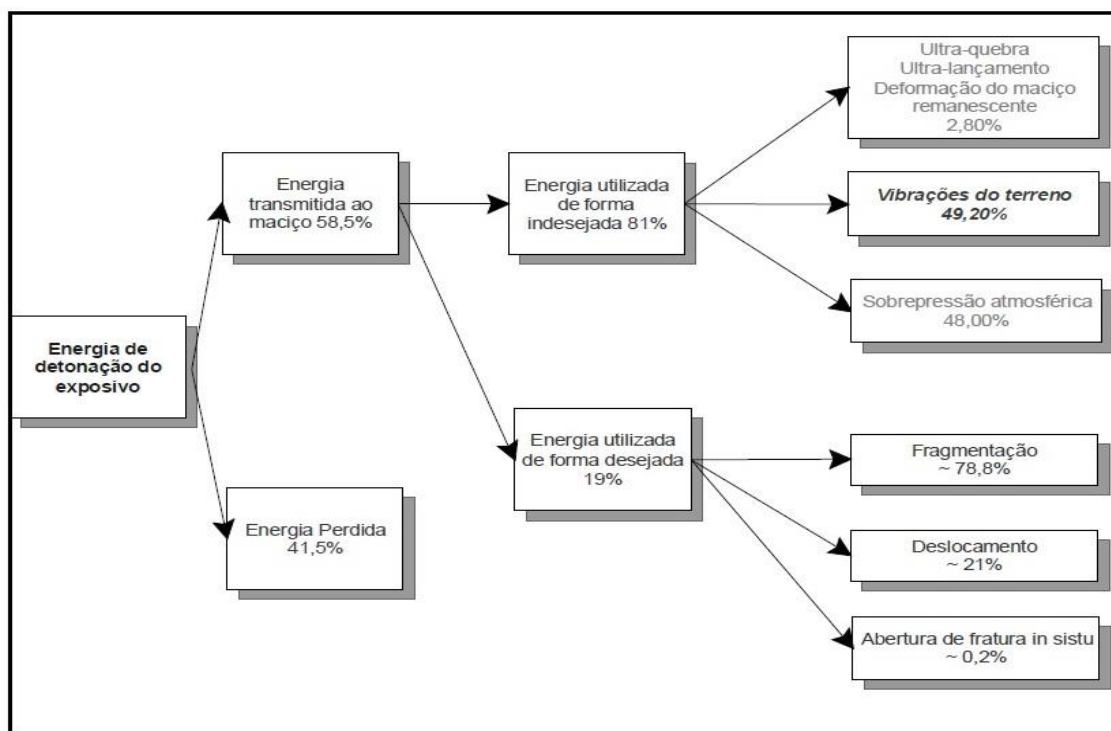 Ultra-quebra
Ultra-lançamento
Deformação do maciço
remanescente
2,80%
Energia
transmitida ao
maciço 58,5%
Energia utilizada
de forma
indesejada 81%
Vibrações do terreno
49,20%
Sobrepressão atmosférica
48,00%
Energia de
detonação do
exposivo
Energia utilizada
de forma desejada
19%
Fragmentação
~ 78,8%
Energia Perdida
41,5%
Deslocamento
~ 21%
Abertura de fratura in sistu
~ 0,2%